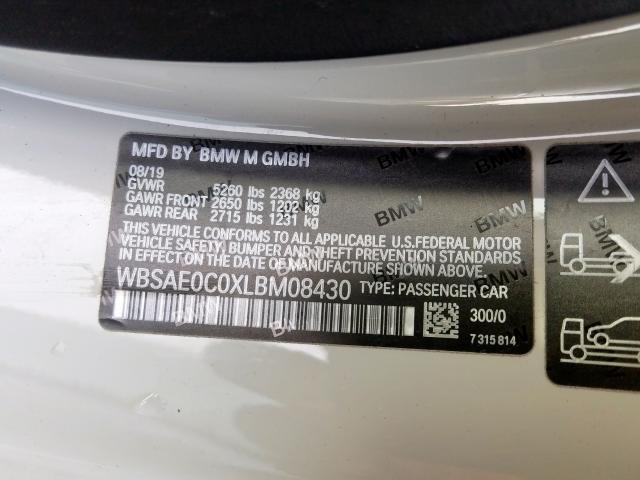 MFD BY BMW M GMBH
08/19
GVWR 5260 lbs 2368 kg
GAWR FRONT 2650 lbs 1202 kg
GAWR REAR 2715 lbs 1231 kg
THIS VEHICLE CONFORMS TO ALL APPLICABLE U.S.FEDERAL MOTOR
VEHICLE SAFETY, BUMPER AND THEFT PREVENTION STANDARDS
IN EFFECT ON THE DATE OF MANUFACTURE SHOWN ABOVE.
WBSAE0C0XLBM08430 TYPE: PASSENGER CAR
300/0
7 315 814